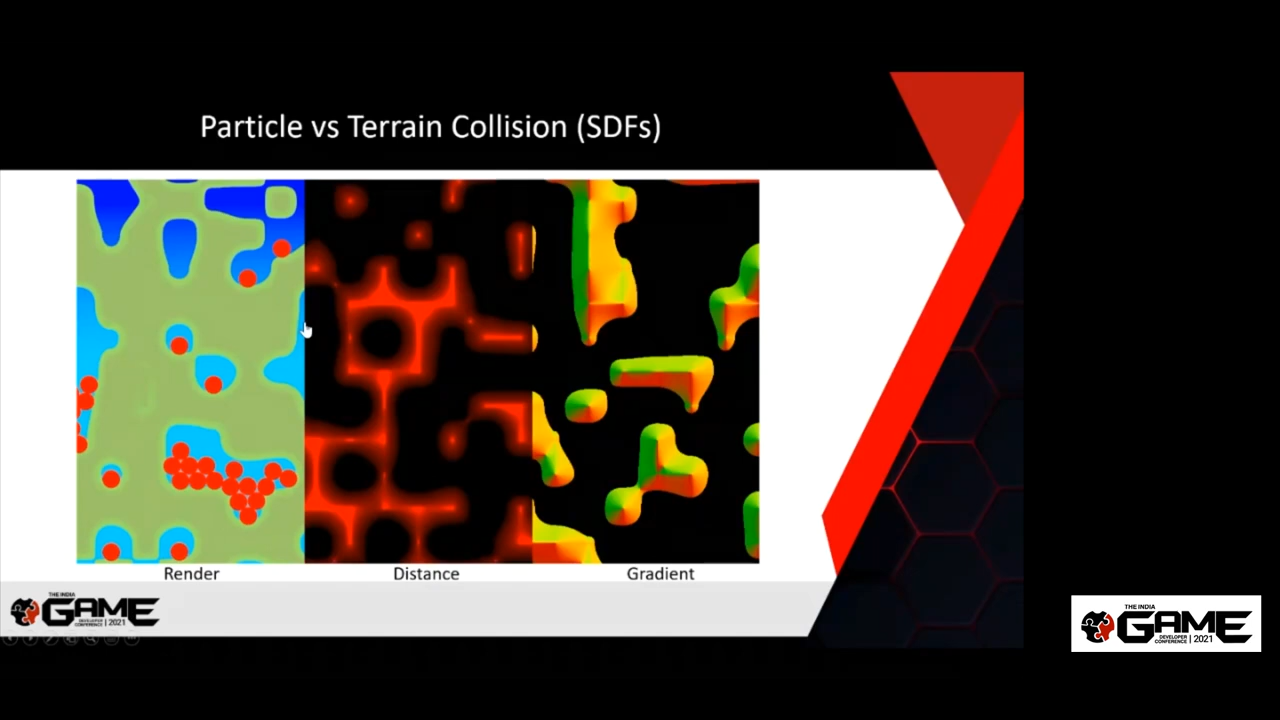 Particle vs Terrain Collision (SDFs)
Render
Distance
Gradient
THE INDIA
GAME
DEVELOPER
CONFERENCE | 2021
THE INDIA
GAME
DEVELOPER
CONFERENCE | 2021